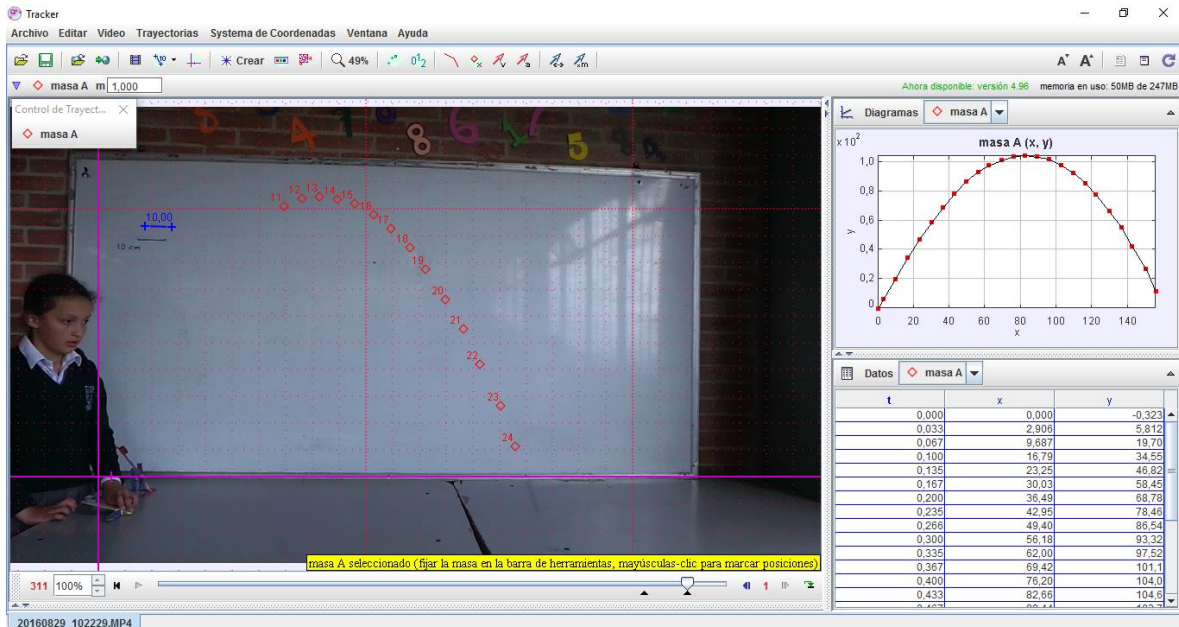 Tracker
Archivo Editar Video Trayectorias Systema de Coordenadas Ventana Ayuda
Crear 49%
masa A m 1,000
Ahora disponible: versión 4.96 memoria en uso: 50MB de 247MB
Control de Trayect...
masa A
10,00
10 cm
11 12 13 14 15 16 17 18 19 20 21 22 23 24
masa A seleccionado (fijar la masa en la barra de herramientas, mayúsculas-clic para marcar posiciones)
311 100% 1
20160829_102229.MP4
Diagramas masa A
x 10²
masa A (x, y)
1,0
0,8
0,6
y
0,4
0,2
0
0 20 40 60 80 100 120 140
x
Datos masa A
t x y
0,000 0,000 -0,323
0,033 2,906 5,812
0,067 9,687 19,70
0,100 16,79 34,55
0,135 23,25 46,82
0,167 30,03 58,45
0,200 36,49 68,78
0,235 42,95 78,46
0,266 49,40 86,54
0,300 56,18 93,32
0,335 62,00 97,52
0,367 69,42 101,1
0,400 76,20 104,0
0,433 82,66 104,6